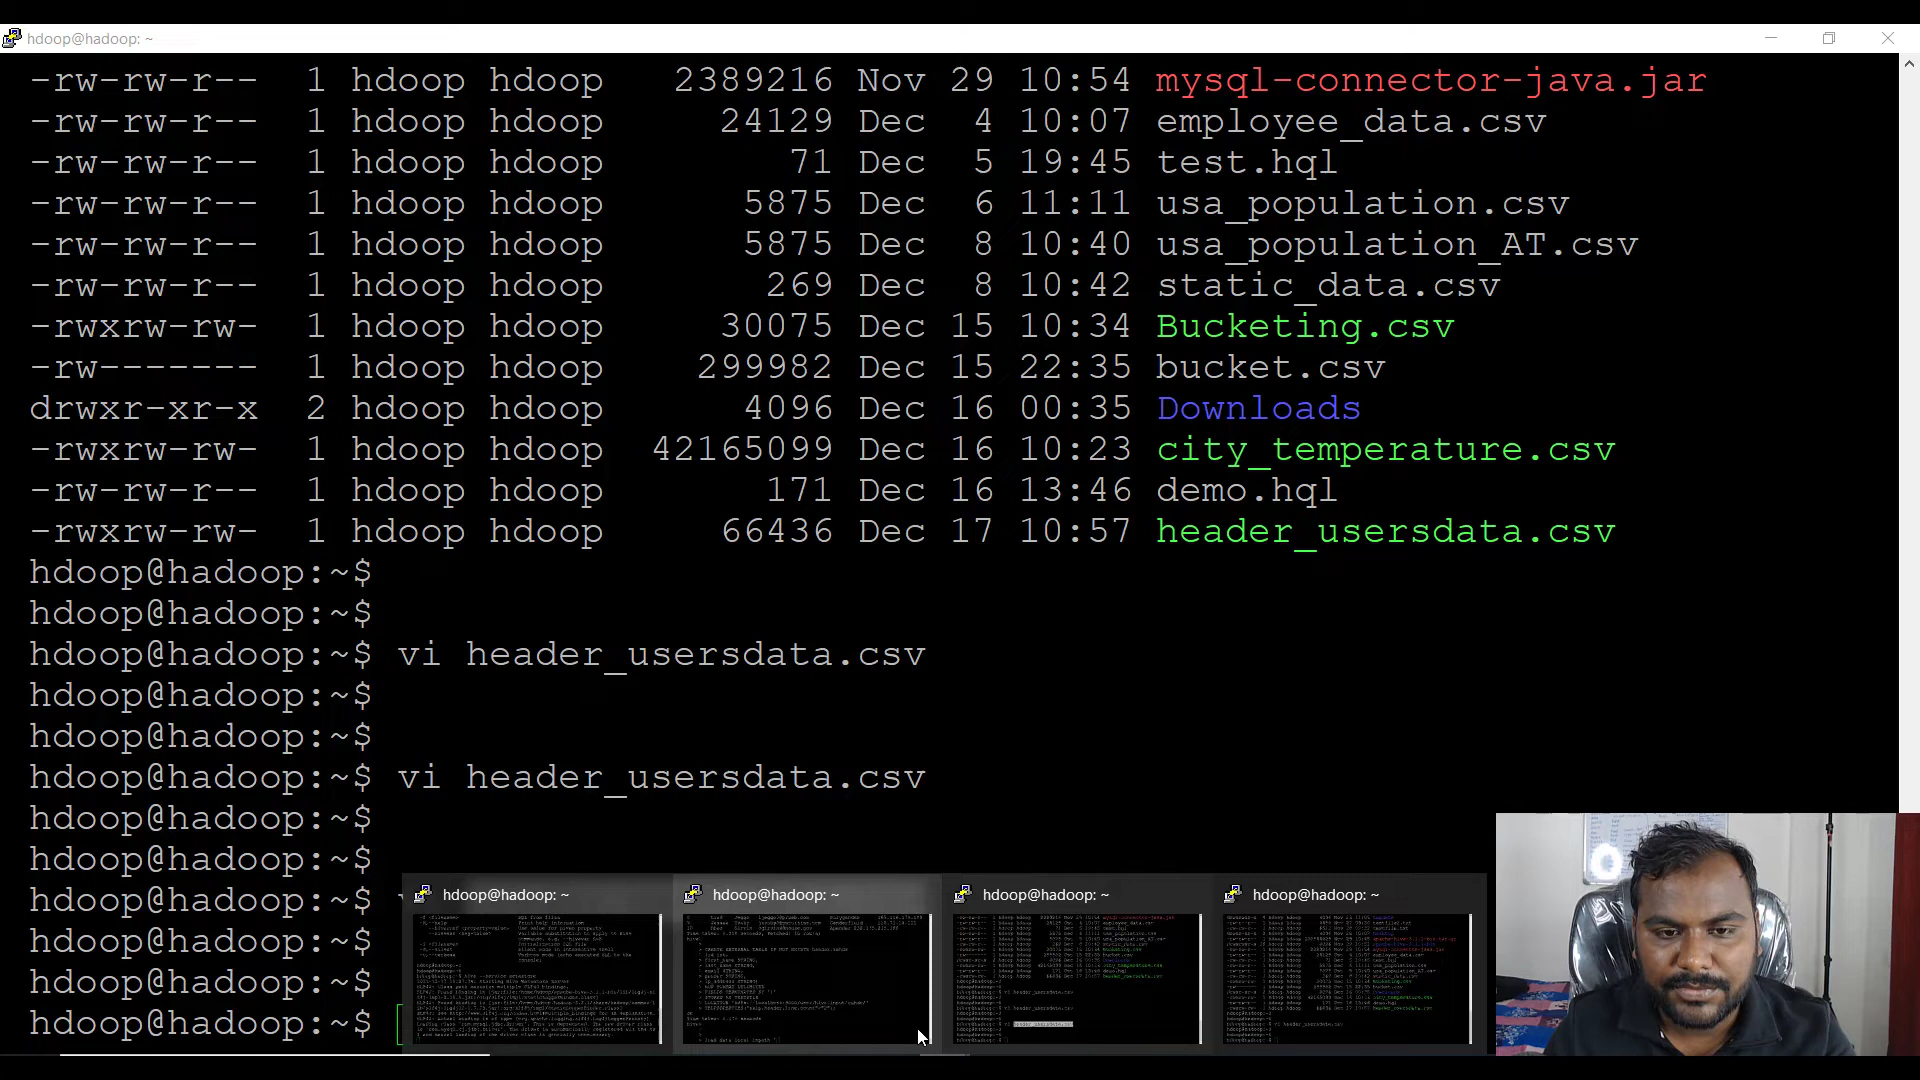 hdoop@hadoop: ~
-rw-rw-r-- 1 hdoop hdoop 2389216 Nov 29 10:54 mysql-connector-java.jar
-rw-rw-r-- 1 hdoop hdoop 24129 Dec 4 10:07 employee_data.csv
-rw-rw-r-- 1 hdoop hdoop 71 Dec 5 19:45 test.hql
-rw-rw-r-- 1 hdoop hdoop 5875 Dec 6 11:11 usa_population.csv
-rw-rw-r-- 1 hdoop hdoop 5875 Dec 8 10:40 usa_population_AT.csv
-rw-rw-r-- 1 hdoop hdoop 269 Dec 8 10:42 static_data.csv
-rwxrw-rw- 1 hdoop hdoop 30075 Dec 15 10:34 Bucketing.csv
-rw------- 1 hdoop hdoop 299982 Dec 15 22:35 bucket.csv
drwxr-xr-x 2 hdoop hdoop 4096 Dec 16 00:35 Downloads
-rwxrw-rw- 1 hdoop hdoop 42165099 Dec 16 10:23 city_temperature.csv
-rw-rw-r-- 1 hdoop hdoop 171 Dec 16 13:46 demo.hql
-rwxrw-rw- 1 hdoop hdoop 66436 Dec 17 10:57 header_usersdata.csv
hdoop@hadoop:~$
hdoop@hadoop:~$
hdoop@hadoop:~$ vi header_usersdata.csv
hdoop@hadoop:~$
hdoop@hadoop:~$
hdoop@hadoop:~$ vi header_usersdata.csv
hdoop@hadoop:~$
hdoop@hadoop:~$
hdoop@hadoop:~$
hdoop@hadoop:~$
hdoop@hadoop:~$
hdoop@hadoop:~$
hdoop@hadoop: ~
hdoop@hadoop: ~
hdoop@hadoop: ~
hdoop@hadoop: ~